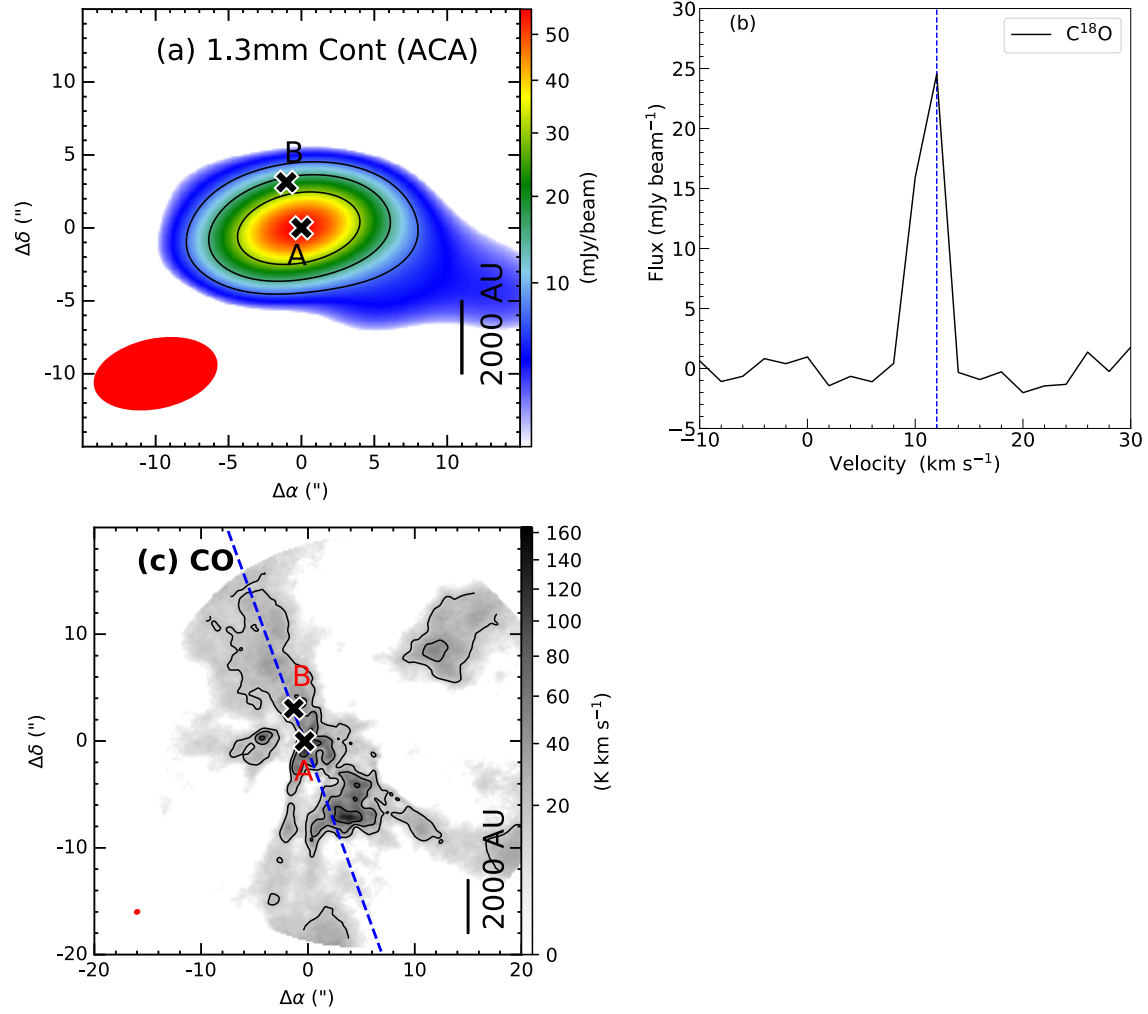 (a) 1.3mm Cont (ACA)
B
A
2000 AU
Δδ (")
10
5
0
-5
-10
-10
-5
0
5
10
Δα (")
50
40
30
20
10
(mJy/beam)
(b)
C¹⁸O
Flux (mJy beam⁻¹)
30
25
20
15
10
5
0
−5
−10
0
10
20
30
Velocity (km s⁻¹)
(c) CO
B
A
2000 AU
Δδ (")
10
0
-10
-20
-20
-10
0
10
20
Δα (")
160
140
120
100
80
60
40
20
0
(K km s⁻¹)